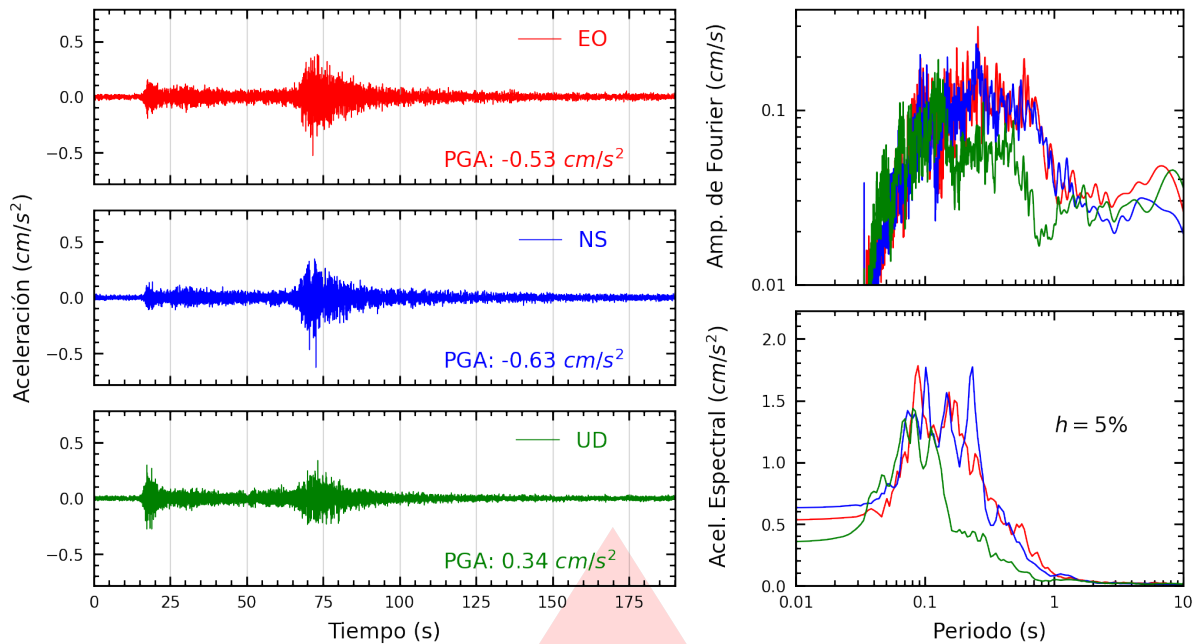 0.5
0.0
−0.5
EO
PGA: -0.53 cm/s²
0.5
0.0
−0.5
NS
PGA: -0.63 cm/s²
0.5
0.0
−0.5
UD
PGA: 0.34 cm/s²
0 25 50 75 100 125 150 175
Tiempo (s)
Aceleración (cm/s²)
0.1
0.01
Amp. de Fourier (cm/s)
2.0
1.5
1.0
0.5
0.0
Acel. Espectral (cm/s²)
h = 5%
0.01 0.1 1 10
Periodo (s)